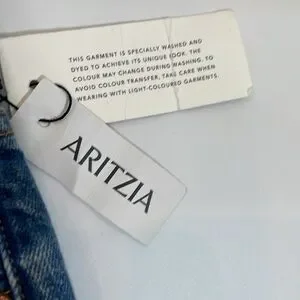 THIS GARMENT IS SPECIALLY WASHED AND
DYED TO ACHIEVE ITS UNIQUE LOOK. THE
COLOUR MAY CHANGE DURING WASHING. TO
AVOID COLOUR TRANSFER, TAKE CARE WHEN
WEARING WITH LIGHT-COLOURED GARMENTS.
ARITZIA